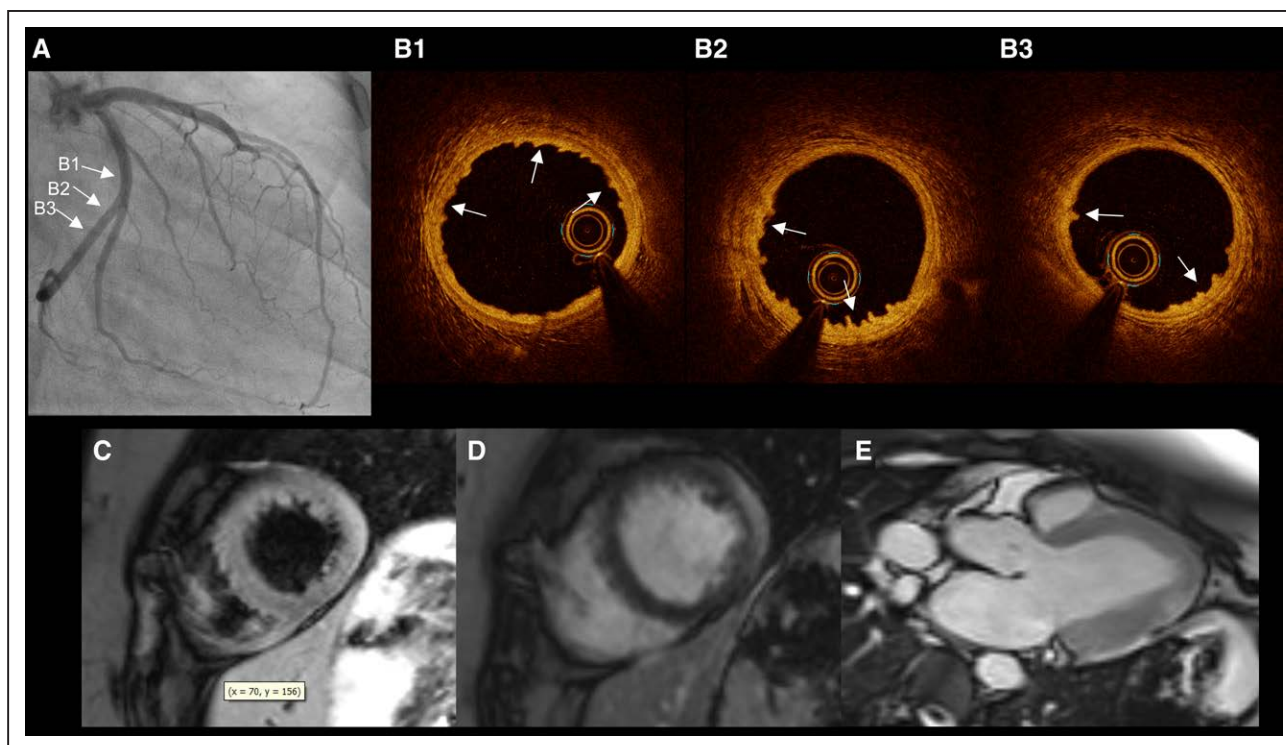 A
B1
B2
B3
B1
B2
B3
C
D
E
(x = 70, y = 156)